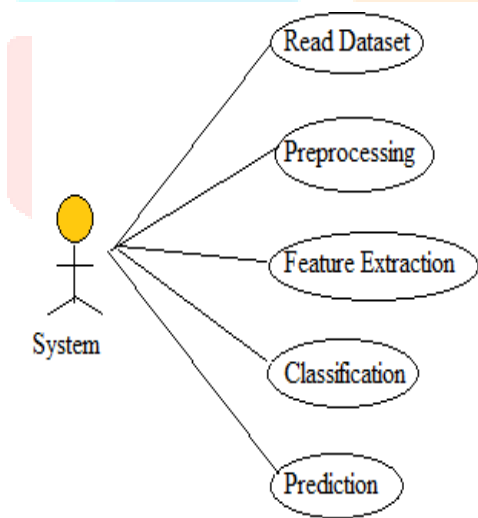 Read Dataset
Preprocessing
Feature Extraction
System
Classification
Prediction